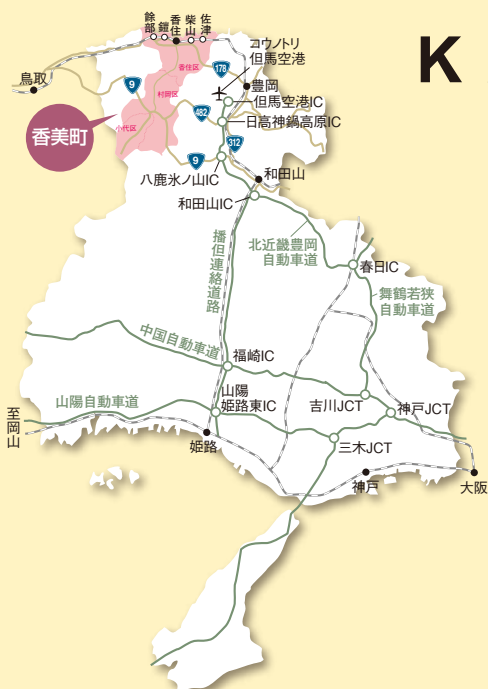 K
餘部
鎧
香住
柴山
佐津
コウノトリ
但馬空港
鳥取
9
178
香住区
豊岡
但馬空港IC
村岡区
482
日高神鍋高原IC
香美町
小代区
312
9
八鹿氷ノ山IC
和田山
和田山IC
北近畿豊岡
自動車道
播但連絡道路
春日IC
舞鶴若狭
自動車道
中国自動車道
福崎IC
山陽自動車道
山陽
姫路東IC
吉川JCT
神戸JCT
至岡山
姫路
三木JCT
神戸
大阪